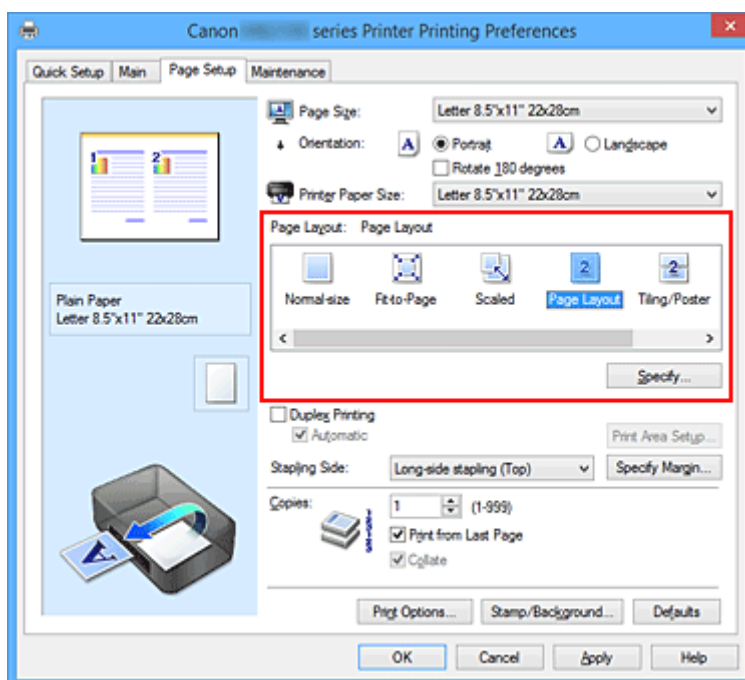 Canon series Printer Printing Preferences
Quick Setup Main Page Setup Maintenance
1 2
Plain Paper
Letter 8.5"x11" 22x28cm
Page Size: Letter 8.5"x11" 22x28cm
Orientation: A Portrait A Landscape
Rotate 180 degrees
Printer Paper Size: Letter 8.5"x11" 22x28cm
Page Layout: Page Layout
2 2
Normal-size Fit-to-Page Scaled Page Layout Tiling/Poster
Specify...
Duplex Printing
Automatic Print Area Setup...
Stapling Side: Long-side stapling (Top) Specify Margin...
Copies: 1 (1-999)
Print from Last Page
Collate
A
Print Options... Stamp/Background... Defaults
OK Cancel Apply Help